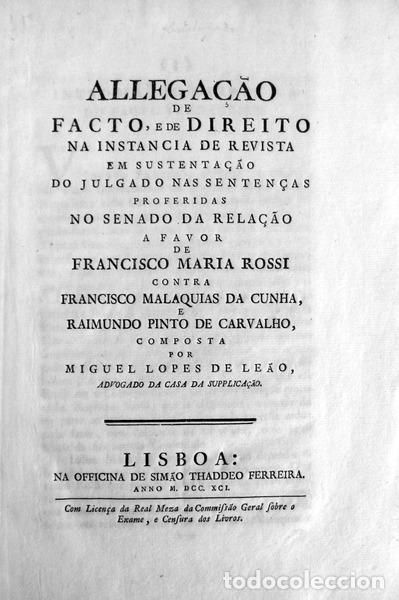 ALLEGAÇÃO
DE
FACTO, E DE DIREITO
NA INSTANCIA DE REVISTA
EM SUSTENTAÇÃO
DO JULGADO NAS SENTENÇAS
PROFERIDAS
NO SENADO DA RELAÇÃO
A FAVOR
DE
FRANCISCO MARIA ROSSI
CONTRA
FRANCISCO MALAQUIAS DA CUNHA,
E
RAIMUNDO PINTO DE CARVALHO,
COMPOSTA
POR
MIGUEL LOPES DE LEÃO,
ADVOGADO DA CASA DA SUPPLICAÇÃO.
LISBOA:
NA OFFICINA DE SIMÃO THADDEO FERREIRA.
ANNO M. DCC. XCI.
Com Licença da Real Meza da Commiſsão Geral ſobre o
Exame, e Cenſura dos Livros.
todocoleccion